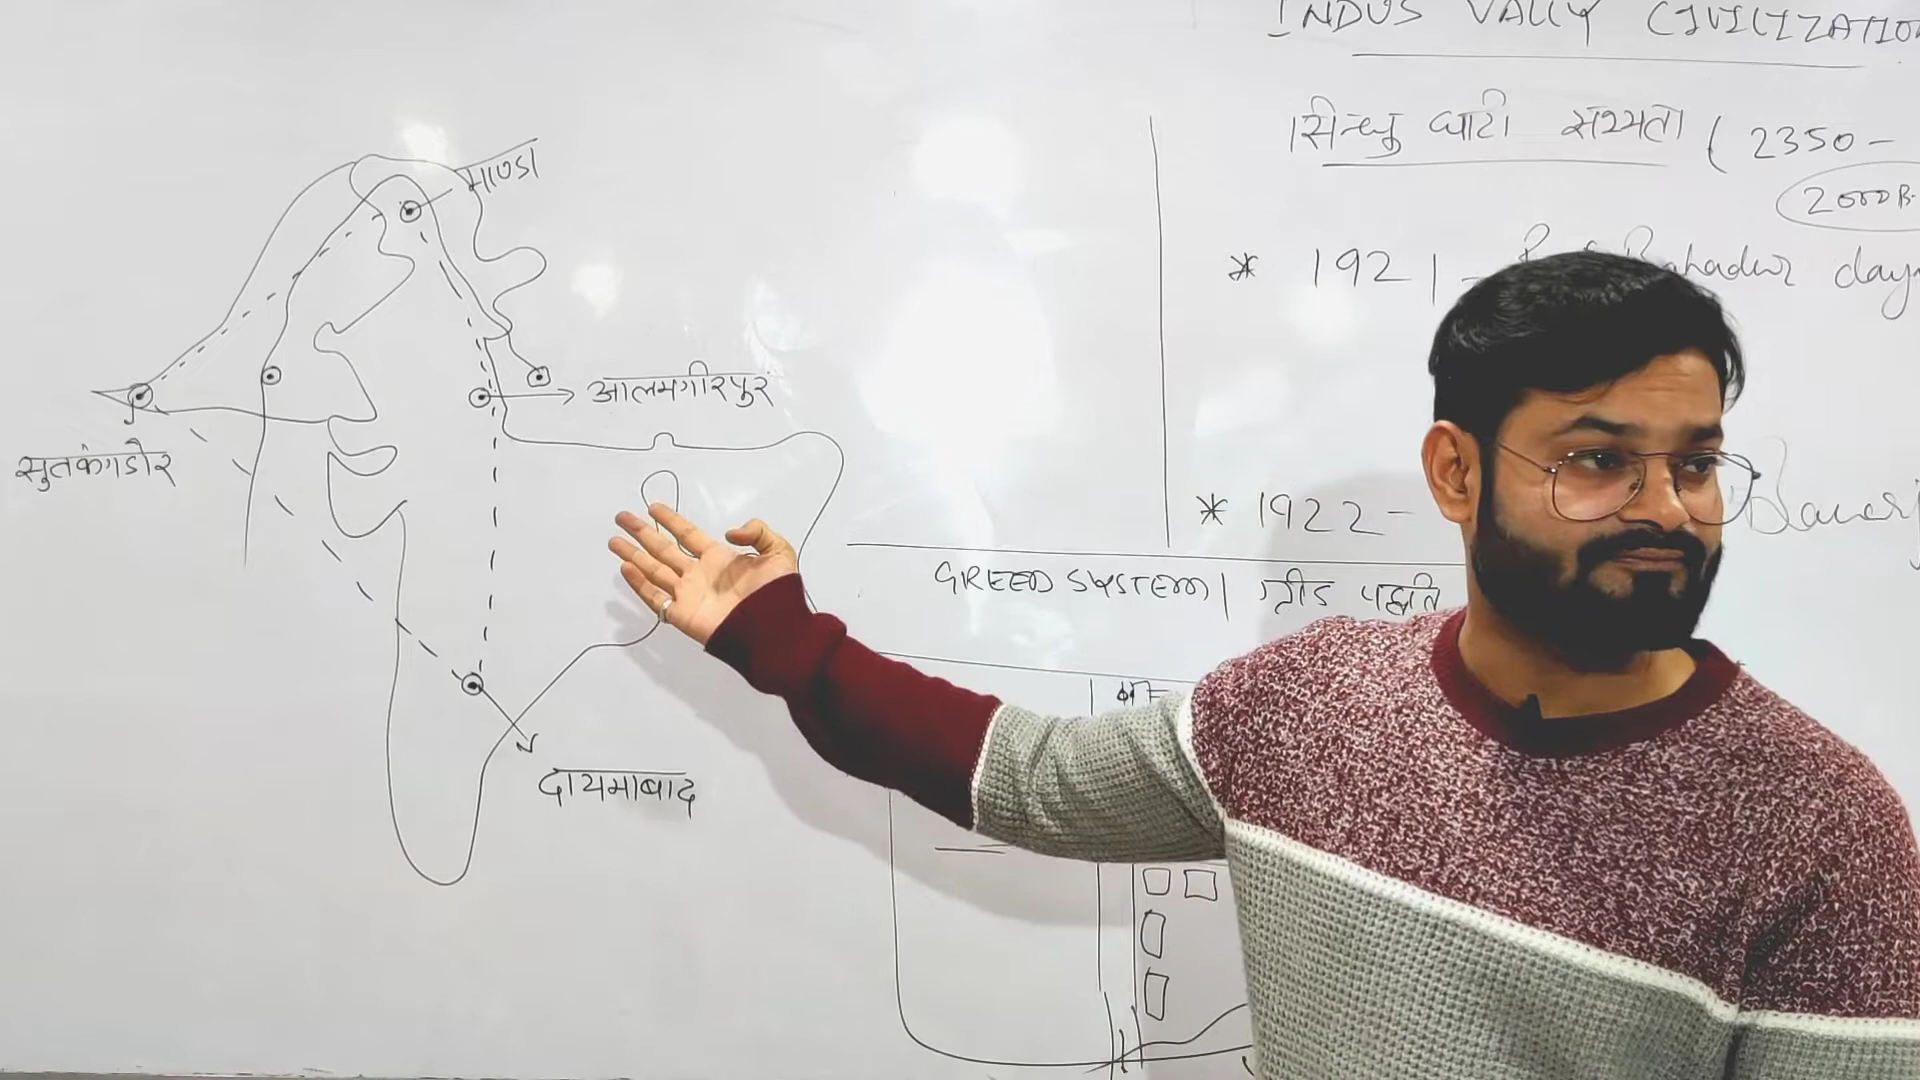 INDUS VALLY CIVILIZATION
सिन्धु घाटी सभ्यता ( 2350 -
2000 B.
* 1921 - Bahadur day
* 1922 - Banerj
GREED SYSTEM | ग्रीड पद्धति
माण्डा
आलमगीरपुर
सुतकंगडोर
दायमाबाद